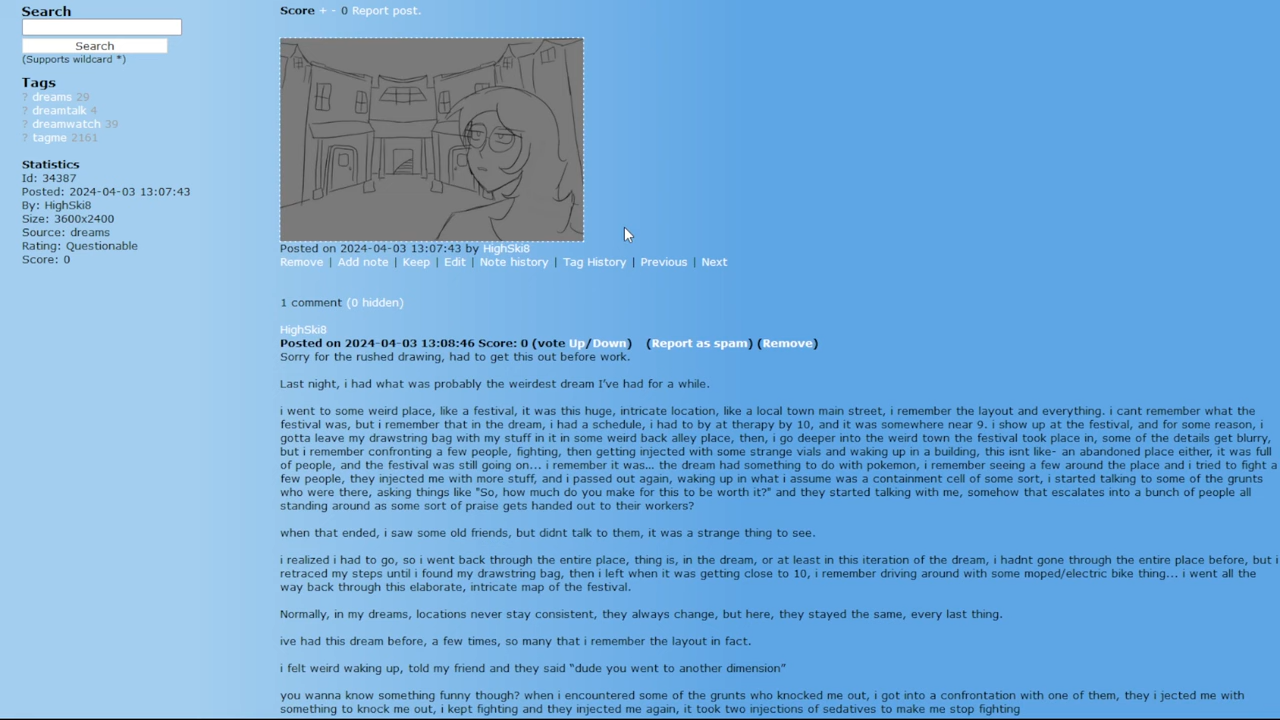 Search
Search
(Supports wildcard *)
Tags
? dreams 29
? dreamtalk 4
? dreamwatch 39
? tagme 2161
Statistics
Id: 34387
Posted: 2024-04-03 13:07:43
By: HighSki8
Size: 3600x2400
Source: dreams
Rating: Questionable
Score: 0
Score + - 0 Report post.
Posted on 2024-04-03 13:07:43 by HighSki8
Remove | Add note | Keep | Edit | Note history | Tag History | Previous | Next
1 comment (0 hidden)
HighSki8
Posted on 2024-04-03 13:08:46 Score: 0 (vote Up/Down) (Report as spam) (Remove)
Sorry for the rushed drawing, had to get this out before work.
Last night, i had what was probably the weirdest dream I've had for a while.
i went to some weird place, like a festival, it was this huge, intricate location, like a local town main street, i remember the layout and everything. i cant remember what the
festival was, but i remember that in the dream, i had a schedule, i had to by at therapy by 10, and it was somewhere near 9. i show up at the festival, and for some reason, i
gotta leave my drawstring bag with my stuff in it in some weird back alley place, then, i go deeper into the weird town the festival took place in, some of the details get blurry,
but i remember confronting a few people, fighting, then getting injected with some strange vials and waking up in a building, this isnt like- an abandoned place either, it was full
of people, and the festival was still going on... i remember it was... the dream had something to do with pokemon, i remember seeing a few around the place and i tried to fight a
few people, they injected me with more stuff, and i passed out again, waking up in what i assume was a containment cell of some sort, i started talking to some of the grunts
who were there, asking things like "So, how much do you make for this to be worth it?" and they started talking with me, somehow that escalates into a bunch of people all
standing around as some sort of praise gets handed out to their workers?
when that ended, i saw some old friends, but didnt talk to them, it was a strange thing to see.
i realized i had to go, so i went back through the entire place, thing is, in the dream, or at least in this iteration of the dream, i hadnt gone through the entire place before, but i
retraced my steps until i found my drawstring bag, then i left when it was getting close to 10, i remember driving around with some moped/electric bike thing... i went all the
way back through this elaborate, intricate map of the festival.
Normally, in my dreams, locations never stay consistent, they always change, but here, they stayed the same, every last thing.
ive had this dream before, a few times, so many that i remember the layout in fact.
i felt weird waking up, told my friend and they said “dude you went to another dimension”
you wanna know something funny though? when i encountered some of the grunts who knocked me out, i got into a confrontation with one of them, they i jected me with
something to knock me out, i kept fighting and they injected me again, it took two injections of sedatives to make me stop fighting